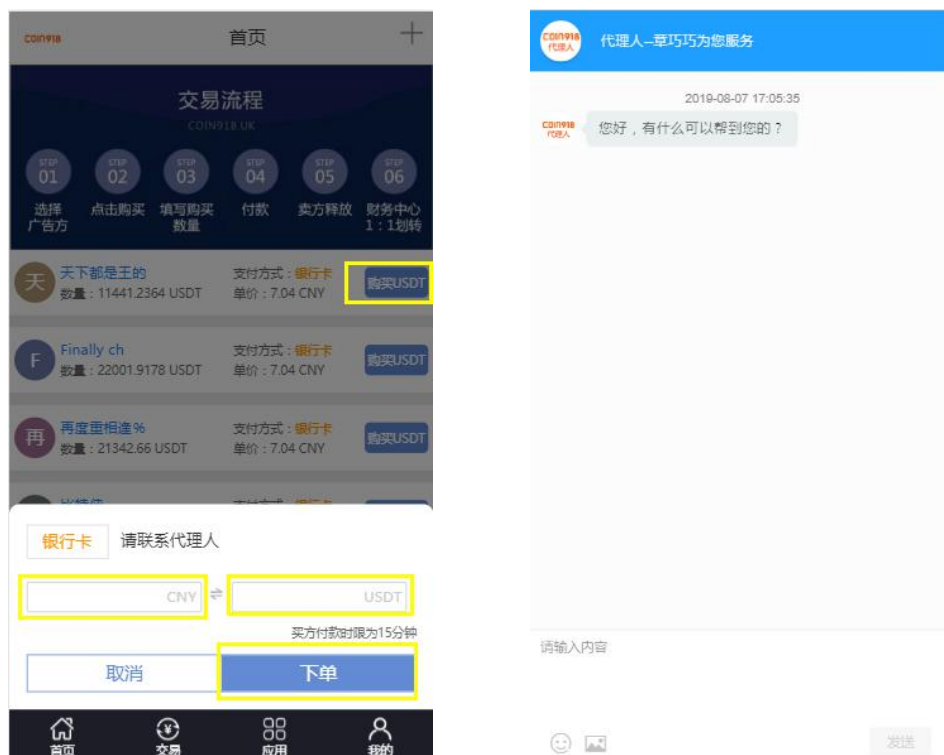 COIN918
首页
交易流程
COIN918.UK
STEP 01
STEP 02
STEP 03
STEP 04
STEP 05
STEP 06
选择
广告方
点击购买
填写购买
数量
付款
卖方释放
财务中心
1：1划转
天
天下都是王的
数量：11441.2364 USDT
支付方式：银行卡
单价：7.04 CNY
购买USDT
F
Finally ch
数量：22001.9178 USDT
支付方式：银行卡
单价：7.04 CNY
购买USDT
再
再度重相逢%
数量：21342.66 USDT
支付方式：银行卡
单价：7.04 CNY
购买USDT
支付方式：银行卡
银行卡 请联系代理人
CNY ⇌ USDT
买方付款时限为15分钟
取消 下单
首页 交易 应用 我的
COIN918
代理人
代理人--草巧巧为您服务
2019-08-07 17:05:35
COIN918
代理人
您好，有什么可以帮到您的？
请输入内容
发送